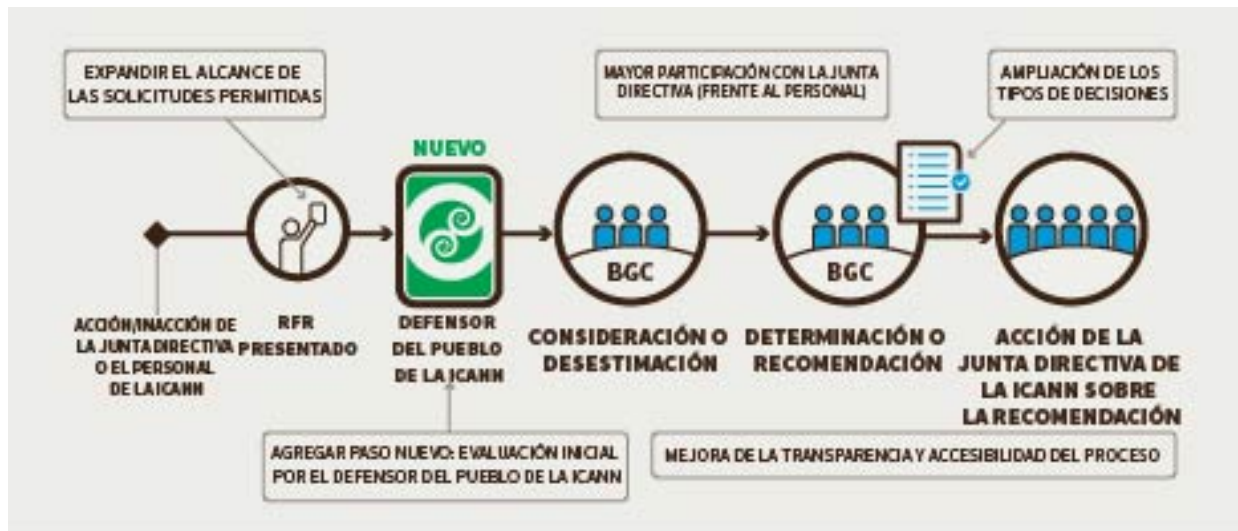 EXPANDIR EL ALCANCE DE
LAS SOLICITUDES PERMITIDAS
MAYOR PARTICIPACIÓN CON LA JUNTA
DIRECTIVA (FRENTE AL PERSONAL)
AMPLIACIÓN DE LOS
TIPOS DE DECISIONES
NUEVO
BGC
BGC
ACCIÓN/INACCIÓN DE
LA JUNTA DIRECTIVA
O EL PERSONAL
DE LA ICANN
RFR
PRESENTADO
DEFENSOR
DEL PUEBLO
DE LA ICANN
CONSIDERACIÓN O
DESESTIMACIÓN
DETERMINACIÓN O
RECOMENDACIÓN
ACCIÓN DE LA
JUNTA DIRECTIVA DE
LA ICANN SOBRE
LA RECOMENDACIÓN
AGREGAR PASO NUEVO: EVALUACIÓN INICIAL
POR EL DEFENSOR DEL PUEBLO DE LA ICANN
MEJORA DE LA TRANSPARENCIA Y ACCESIBILIDAD DEL PROCESO